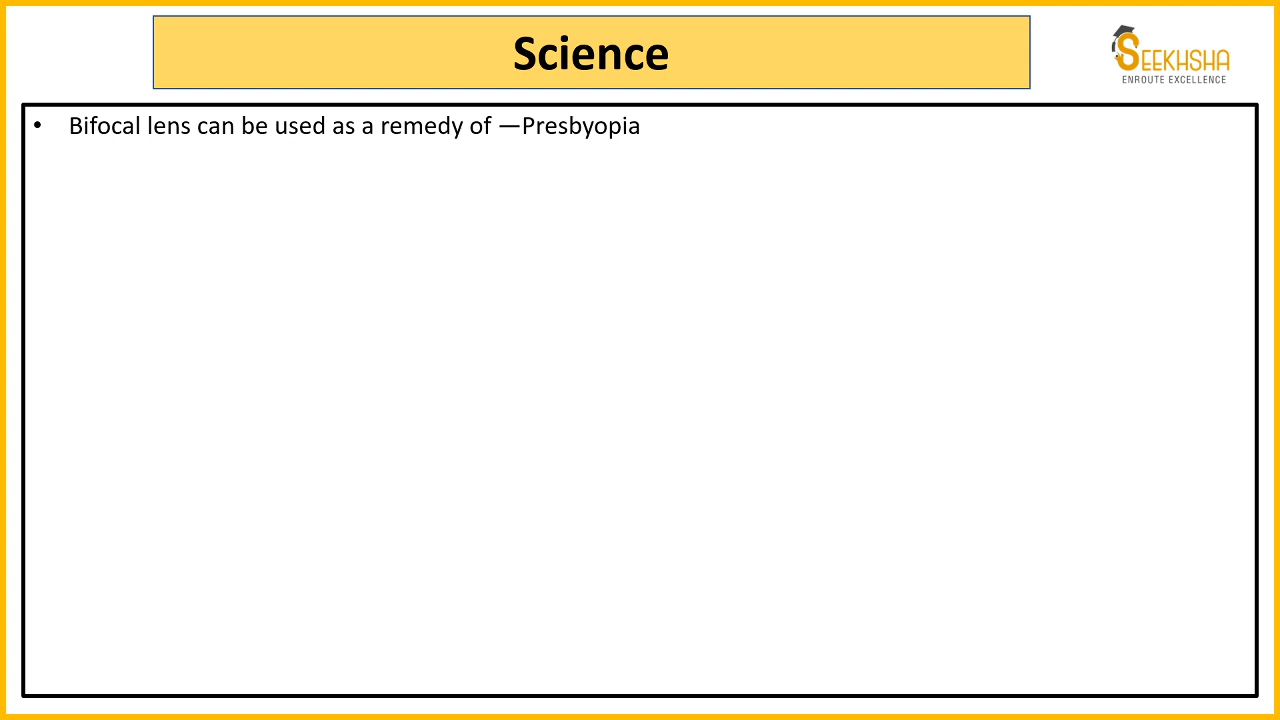 Science
SEEKHSHA
ENROUTE EXCELLENCE
• Bifocal lens can be used as a remedy of —Presbyopia